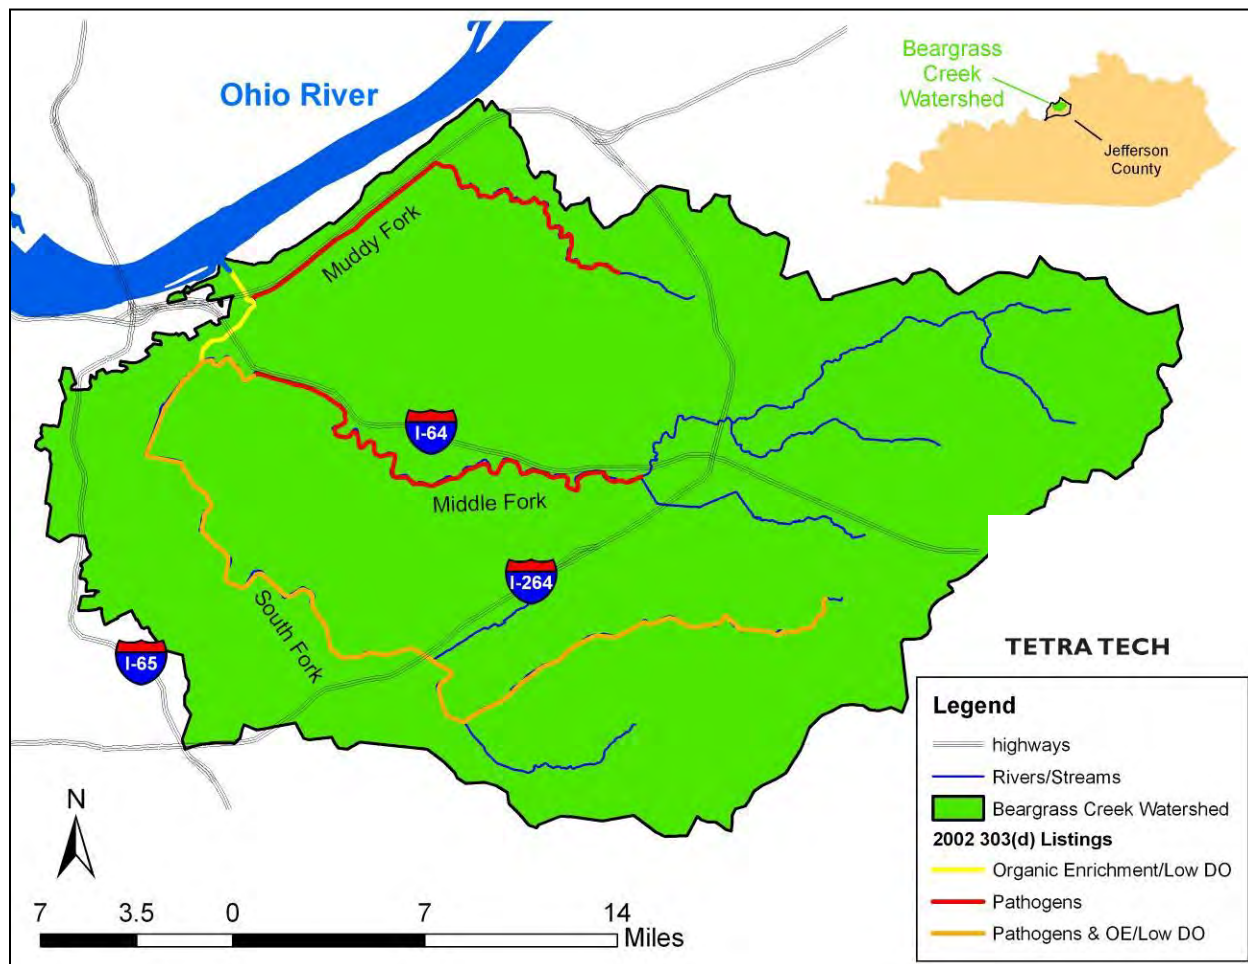 Ohio River
Beargrass
Creek
Watershed
Jefferson
County
Muddy Fork
I-64
Middle Fork
I-264
South Fork
I-65
TETRA TECH
Legend
highways
Rivers/Streams
Beargrass Creek Watershed
2002 303(d) Listings
Organic Enrichment/Low DO
Pathogens
Pathogens & OE/Low DO
N
7 3.5 0 7 14
Miles